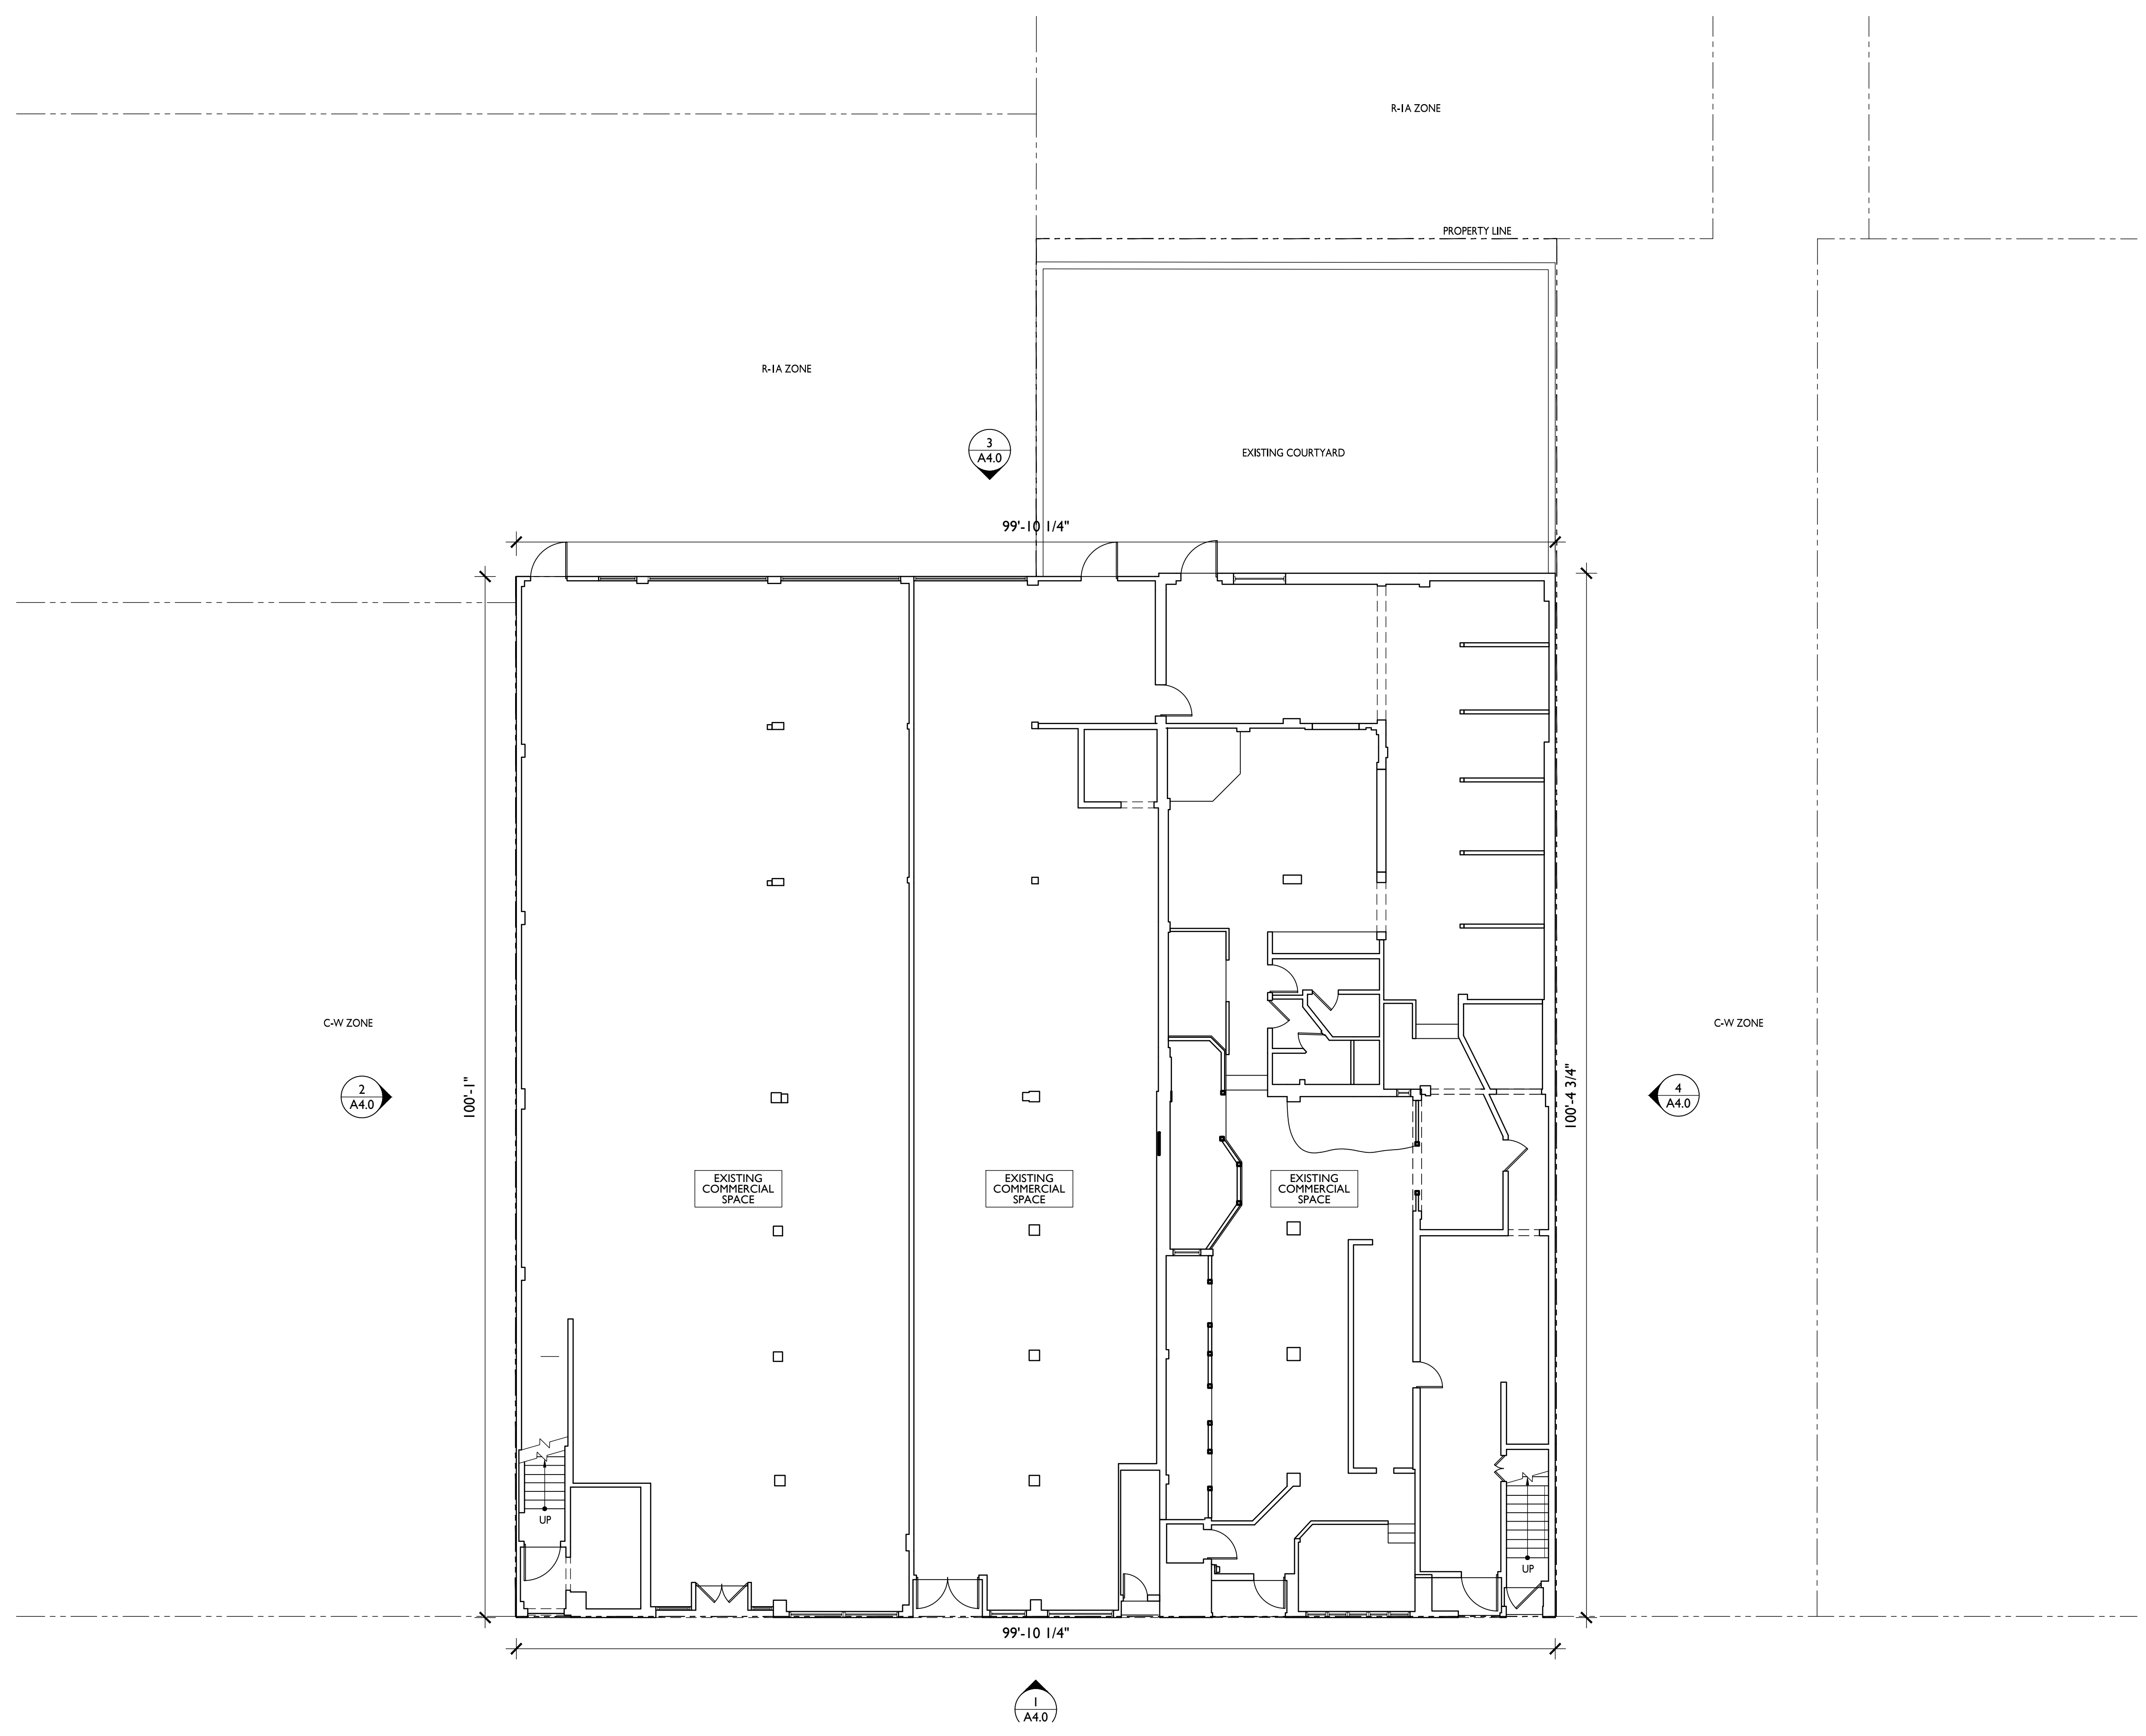 R-1A ZONE
PROPERTY LINE
R-1A ZONE
3
A4.0
EXISTING COURTYARD
99'-10 1/4"
C-W ZONE
C-W ZONE
2
A4.0
100'-1"
4
A4.0
100'-4 3/4"
EXISTING
COMMERCIAL
SPACE
EXISTING
COMMERCIAL
SPACE
EXISTING
COMMERCIAL
SPACE
UP
UP
99'-10 1/4"
1
A4.0